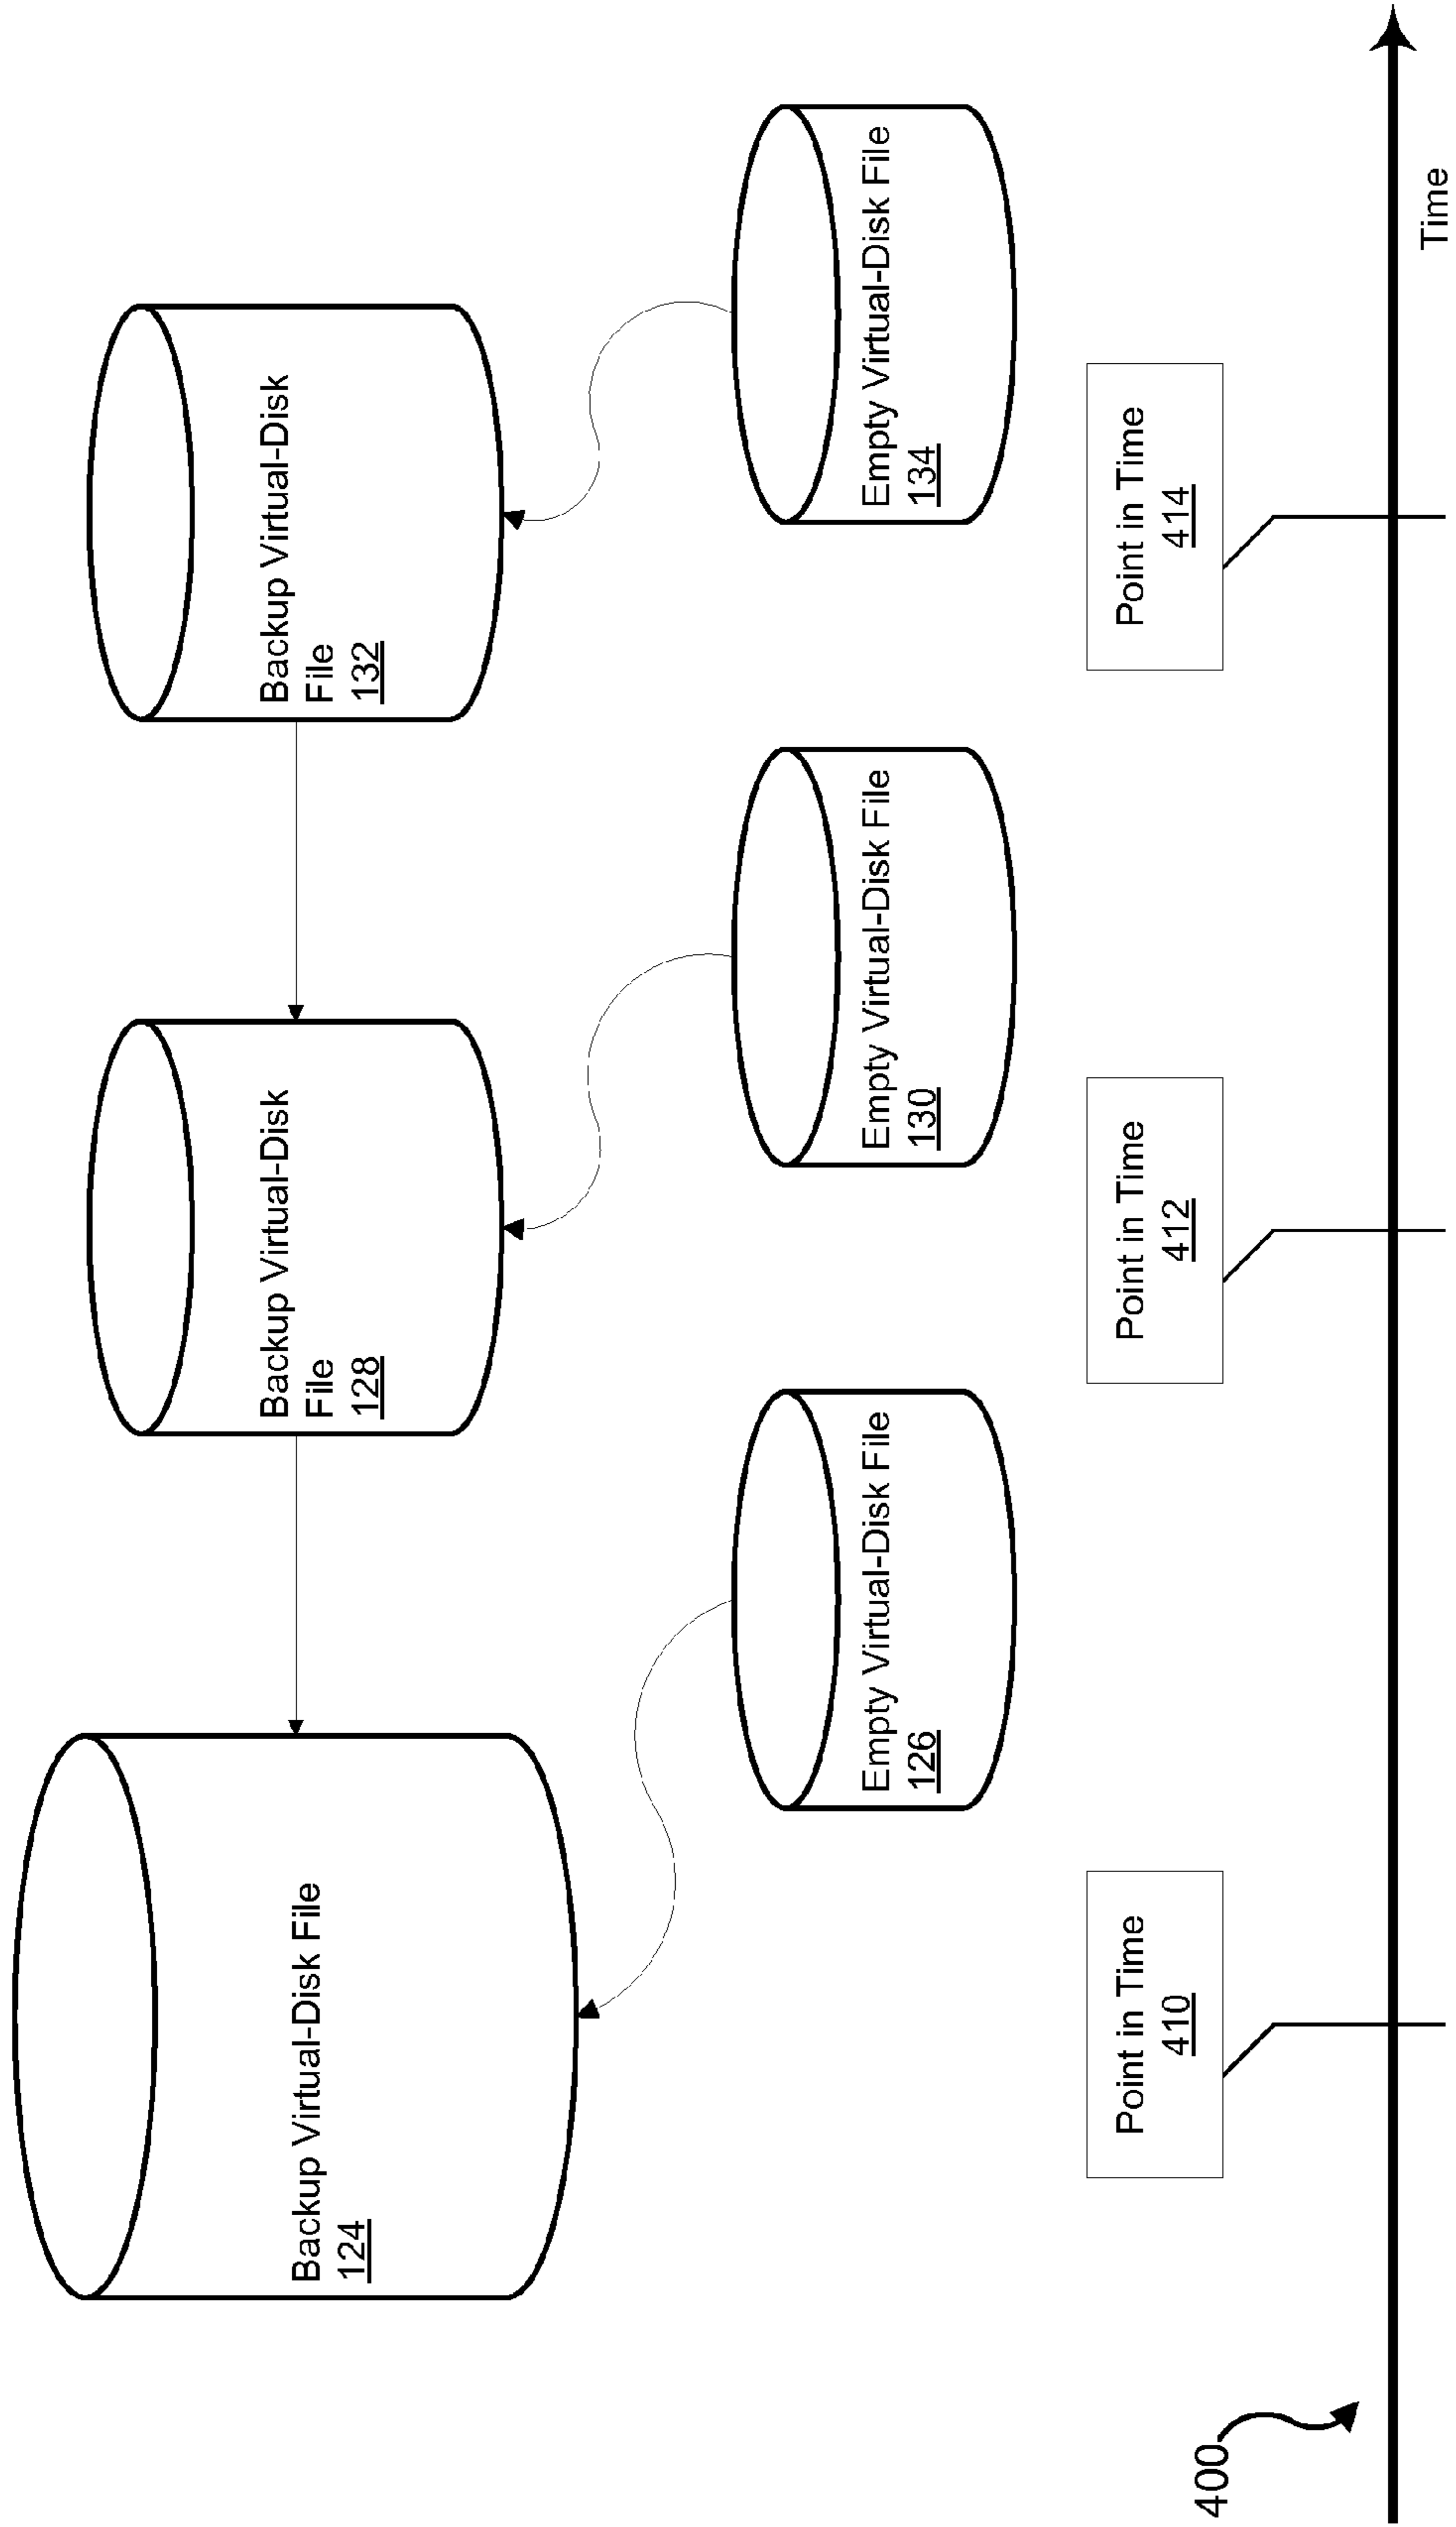 Backup Virtual-Disk File
124
Backup Virtual-Disk
File
128
Backup Virtual-Disk
File
132
Empty Virtual-Disk File
126
Empty Virtual-Disk File
130
Empty Virtual-Disk File
134
Point in Time
410
Point in Time
412
Point in Time
414
400
Time